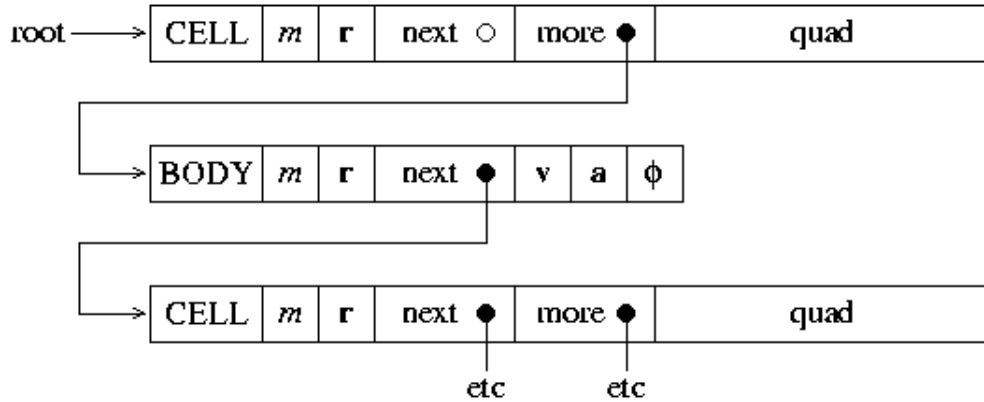 root CELL m r next more quad
BODY m r next v a ϕ
CELL m r next more quad
etc etc